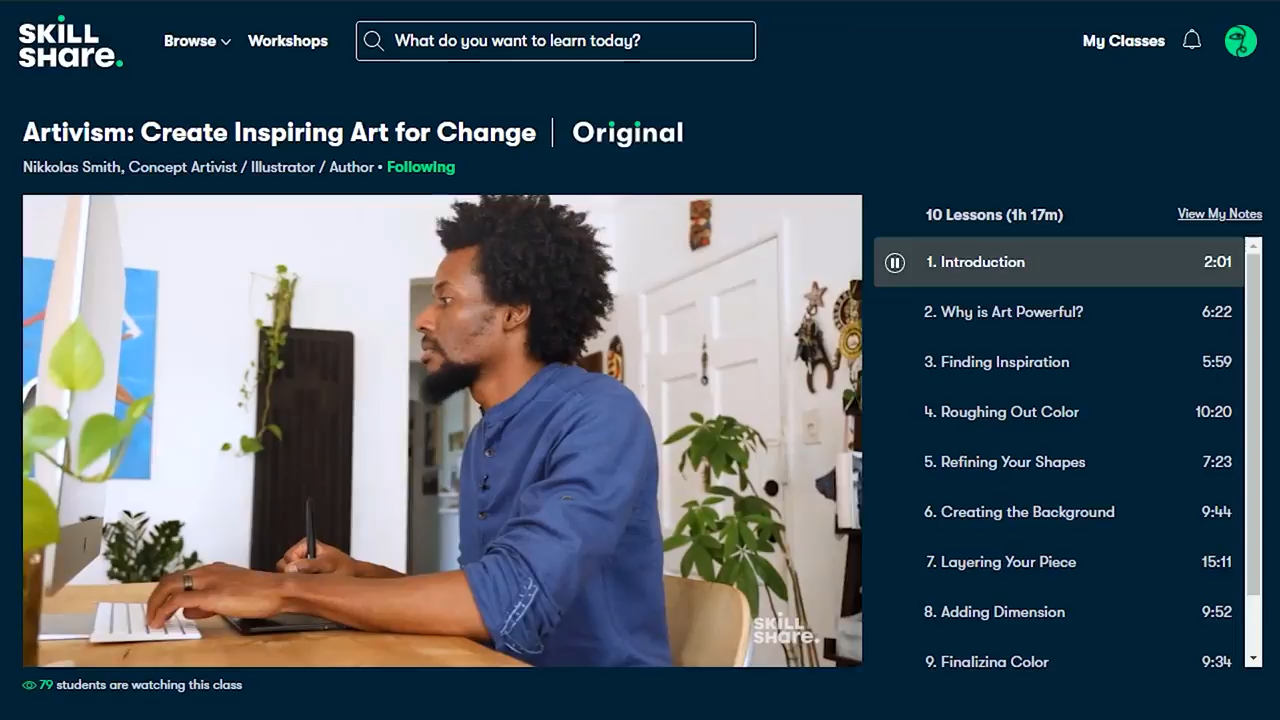 SKiLL
SHare.
Browse
Workshops
What do you want to learn today?
My Classes
Artivism: Create Inspiring Art for Change | Original
Nikkolas Smith, Concept Artivist / Illustrator / Author • Following
10 Lessons (1h 17m)
View My Notes
1. Introduction 2:01
2. Why is Art Powerful? 6:22
3. Finding Inspiration 5:59
4. Roughing Out Color 10:20
5. Refining Your Shapes 7:23
6. Creating the Background 9:44
7. Layering Your Piece 15:11
8. Adding Dimension 9:52
9. Finalizing Color 9:34
SKiLL
SHare.
79 students are watching this class